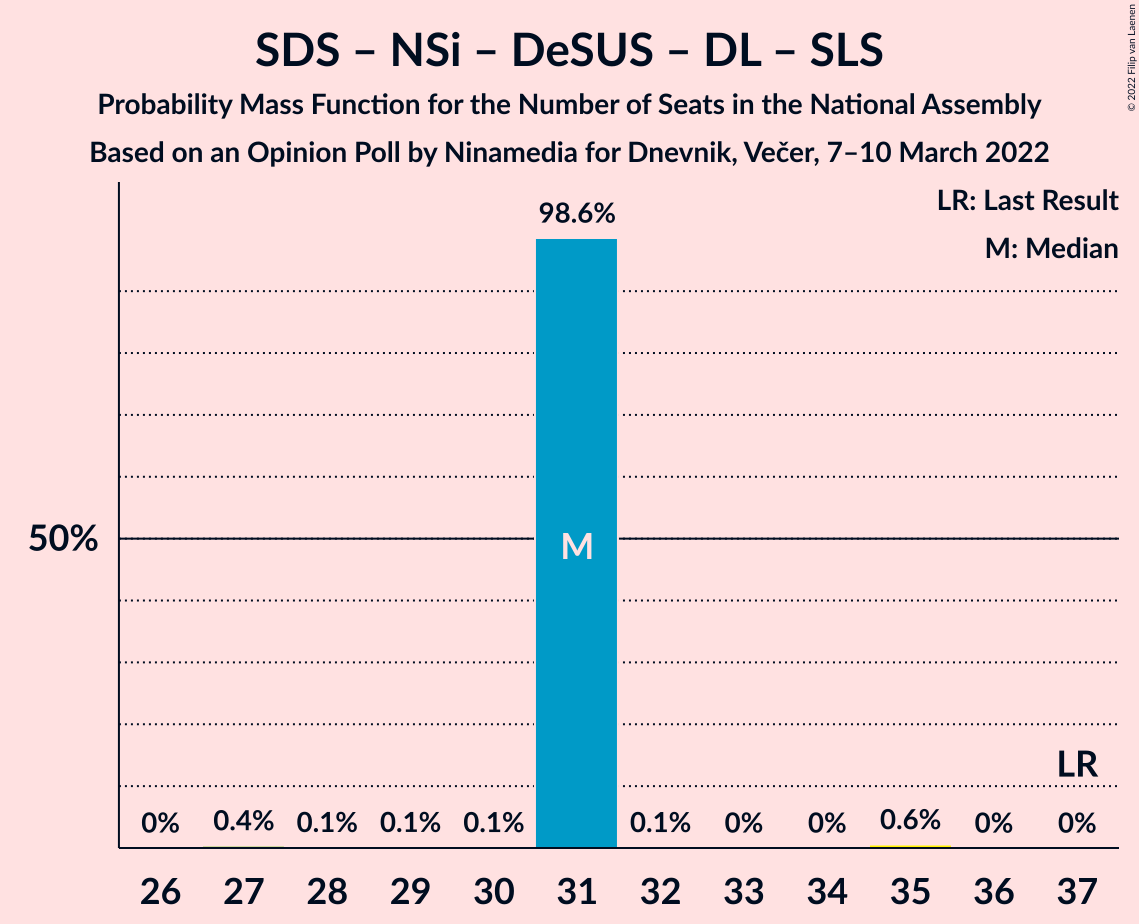 SDS – NSi – DeSUS – DL – SLS
Probability Mass Function for the Number of Seats in the National Assembly
Based on an Opinion Poll by Ninamedia for Dnevnik, Večer, 7–10 March 2022
© 2022 Filip van Laenen
LR: Last Result
M: Median
98.6%
50%
M
LR
0% 0.4% 0.1% 0.1% 0.1% 0.1% 0% 0% 0.6% 0% 0%
26 27 28 29 30 31 32 33 34 35 36 37